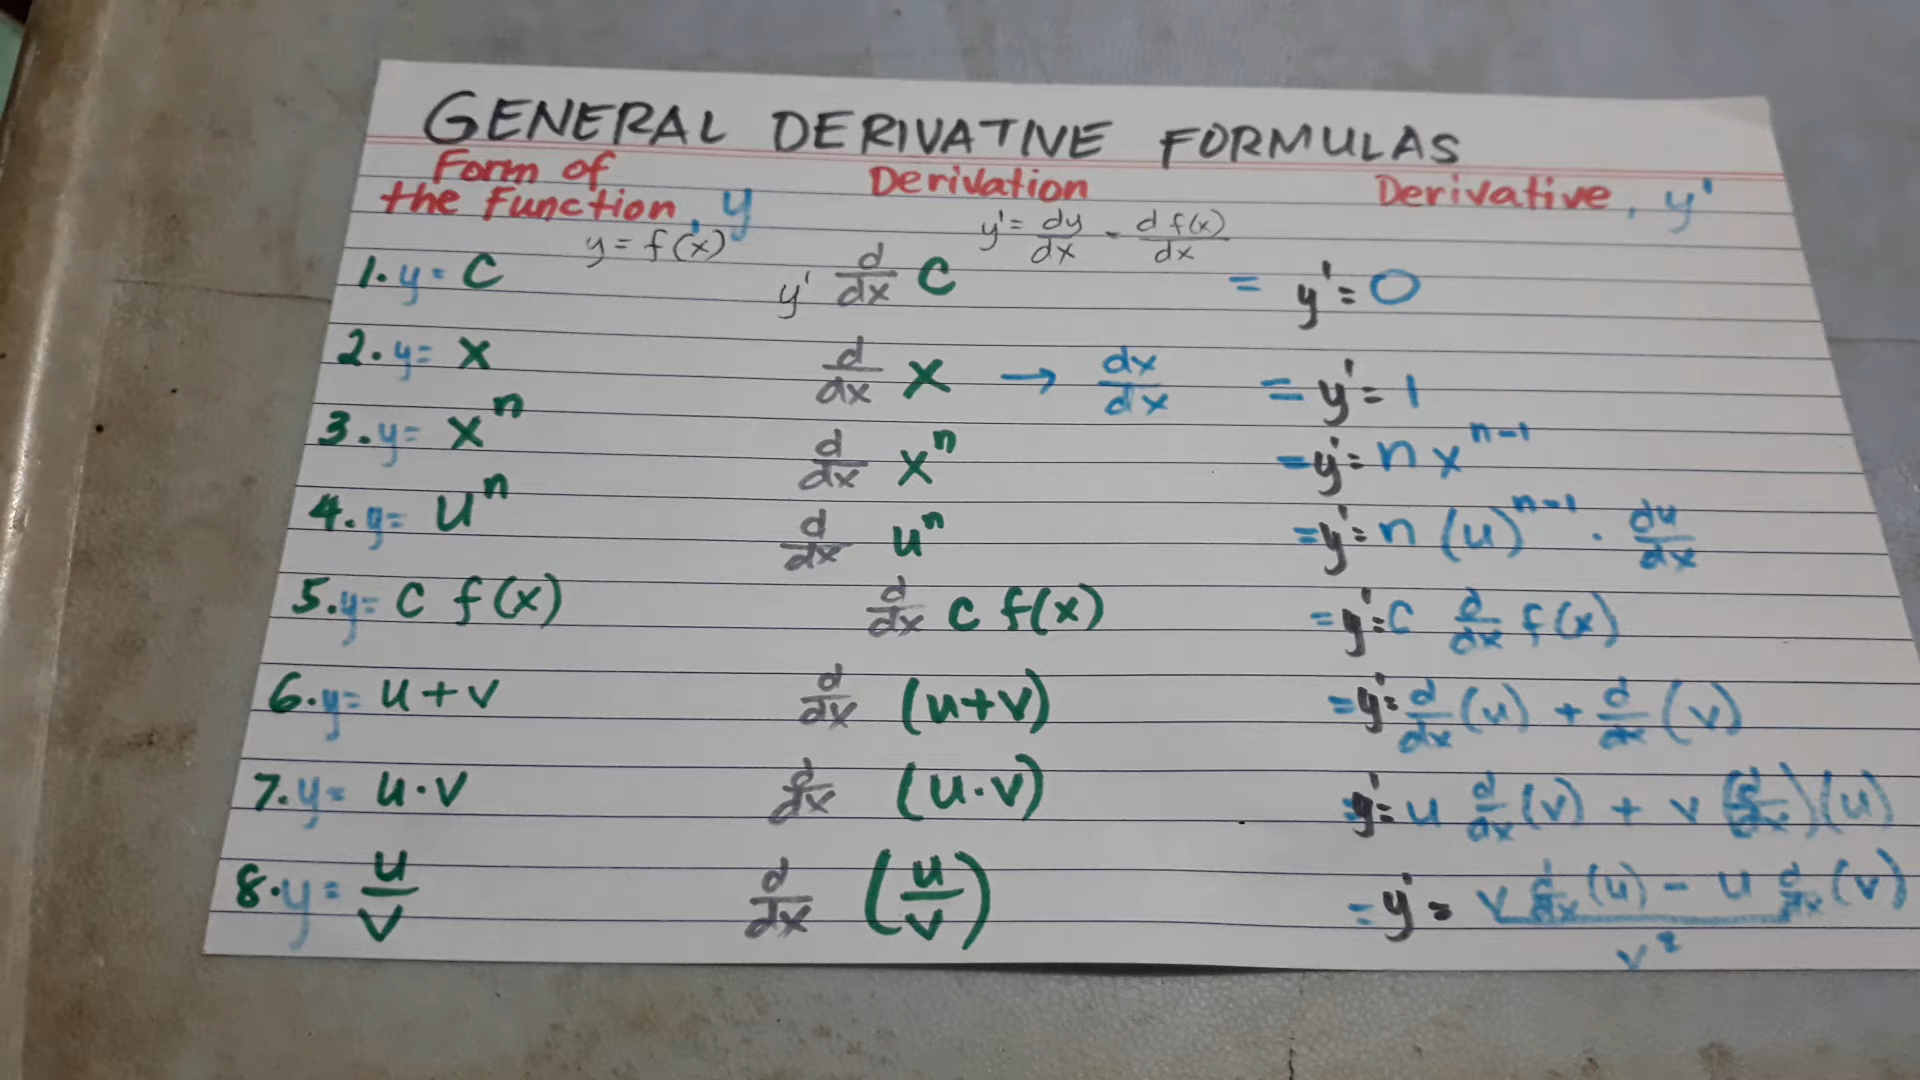 GENERAL DERIVATIVE FORMULAS
Form of the Function, y Derivation Derivative, y'
y = f(x) y' = dy/dx - d f(x)/dx
1. y = C y' d/dx C = y' = 0
2. y = x d/dx x → dx/dx = y' = 1
3. y = x^n d/dx x^n = y' = n x^n-1
4. y = u^n d/dx u^n = y' = n (u)^n-1 · du/dx
5. y = c f(x) d/dx c f(x) = y' = c d/dx f(x)
6. y = u + v d/dx (u+v) = y' = d/dx (u) + d/dx (v)
7. y = u · v d/dx (u · v) = y' = u d/dx (v) + v (d/dx) (u)
8. y = u/v d/dx (u/v) = y' = v d/dx (u) - u d/dx (v) / v²